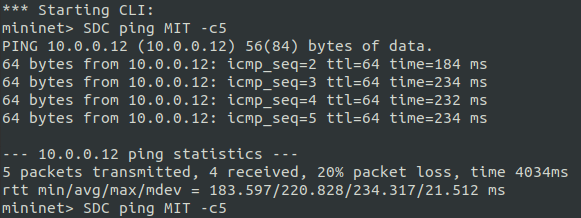 *** Starting CLI:
mininet> SDC ping MIT -c5
PING 10.0.0.12 (10.0.0.12) 56(84) bytes of data.
64 bytes from 10.0.0.12: icmp_seq=2 ttl=64 time=184 ms
64 bytes from 10.0.0.12: icmp_seq=3 ttl=64 time=234 ms
64 bytes from 10.0.0.12: icmp_seq=4 ttl=64 time=232 ms
64 bytes from 10.0.0.12: icmp_seq=5 ttl=64 time=234 ms

--- 10.0.0.12 ping statistics ---
5 packets transmitted, 4 received, 20% packet loss, time 4034ms
rtt min/avg/max/mdev = 183.597/220.828/234.317/21.512 ms
mininet> SDC ping MIT -c5